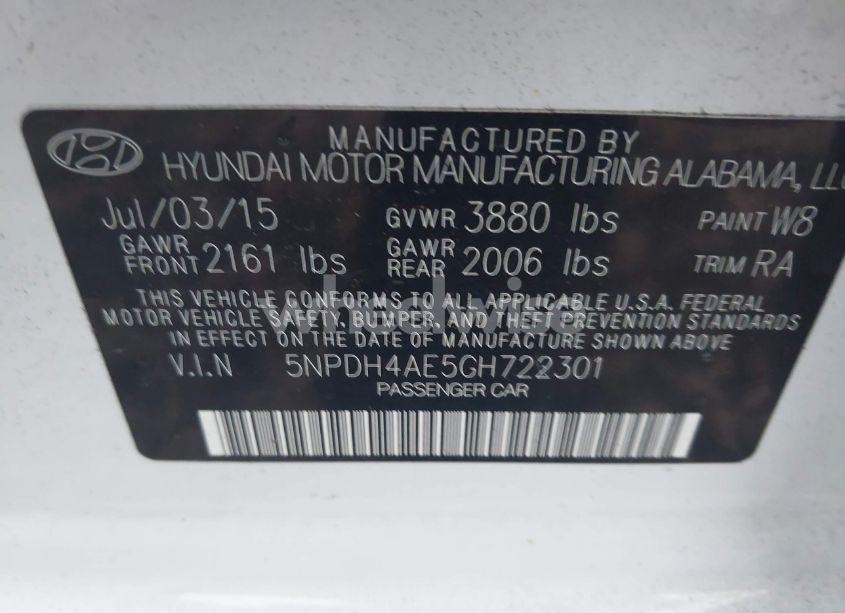 MANUFACTURED BY
HYUNDAI MOTOR MANUFACTURING ALABAMA, LLC
Jul/03/15 GVWR 3880 lbs PAINT W8
GAWR FRONT 2161 lbs GAWR REAR 2006 lbs TRIM RA
THIS VEHICLE CONFORMS TO ALL APPLICABLE U.S.A. FEDERAL
MOTOR VEHICLE SAFETY, BUMPER, AND THEFT PREVENTION STANDARDS
IN EFFECT ON THE DATE OF MANUFACTURE SHOWN ABOVE
V.I.N 5NPDH4AE5GH722301
PASSENGER CAR